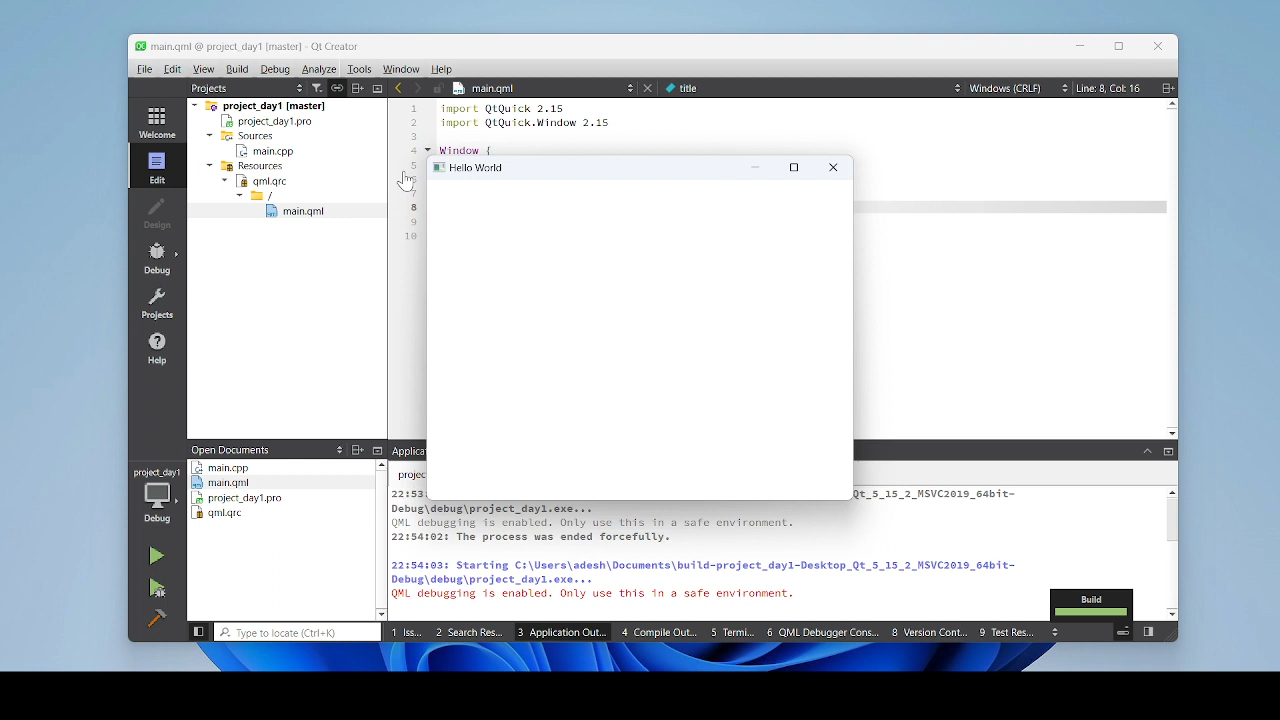 main.qml @ project_day1 [master] - Qt Creator
File Edit View Build Debug Analyze Tools Window Help
Projects main.qml title Windows (CRLF) Line: 8, Col: 16
Welcome
Edit
Design
Debug
Projects
Help
project_day1 [master]
project_day1.pro
Sources
main.cpp
Resources
qml.qrc
/
main.qml
1 import QtQuick 2.15
2 import QtQuick.Window 2.15
3
4 Window {
5
8
9
10
Hello World
Open Documents
main.cpp
main.qml
project_day1.pro
qml.qrc
project_day1
Debug
22:53: Qt_5_15_2_MSVC2019_64bit-
Debug\debug\project_day1.exe...
QML debugging is enabled. Only use this in a safe environment.
22:54:02: The process was ended forcefully.
22:54:03: Starting C:\Users\adesh\Documents\build-project_day1-Desktop_Qt_5_15_2_MSVC2019_64bit-
Debug\debug\project_day1.exe...
QML debugging is enabled. Only use this in a safe environment.
Build
Type to locate (Ctrl+K) 1 Iss... 2 Search Res... 3 Application Out... 4 Compile Out... 5 Termi... 6 QML Debugger Cons... 8 Version Cont... 9 Test Res...